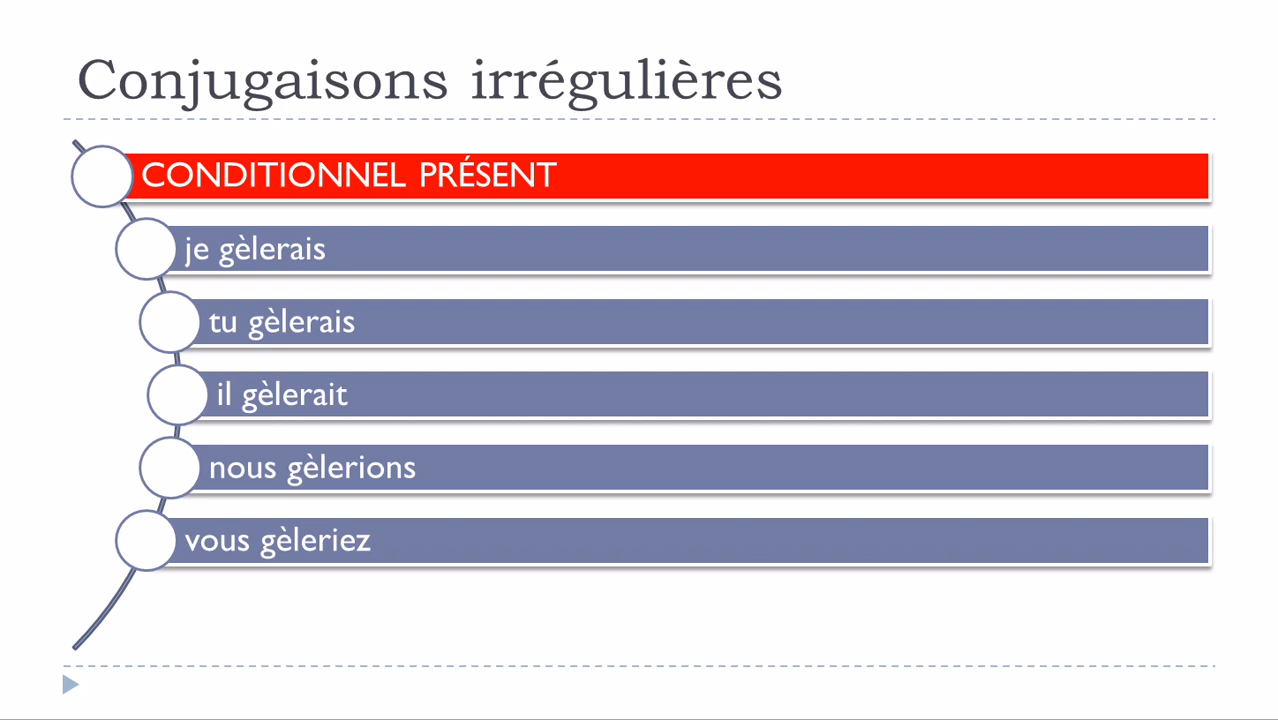 Conjugaisons irrégulières
CONDITIONNEL PRÉSENT
je gèlerais
tu gèlerais
il gèlerait
nous gèlerions
vous gèleriez